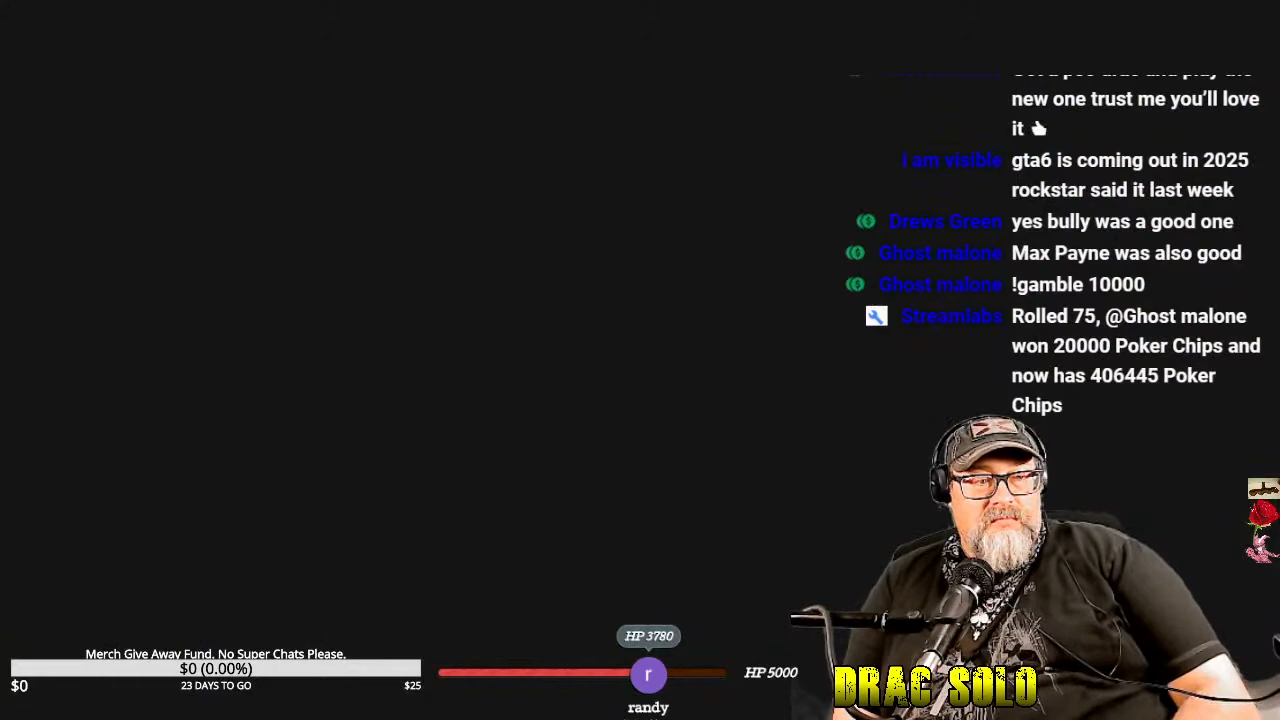 new one trust me you'll love
it
i am visible gta6 is coming out in 2025
rockstar said it last week
Drews Green yes bully was a good one
Ghost malone Max Payne was also good
Ghost malone !gamble 10000
Streamlabs Rolled 75, @Ghost malone
won 20000 Poker Chips and
now has 406445 Poker
Chips
HP 3780
Merch Give Away Fund. No Super Chats Please.
$0 (0.00%)
$0 23 DAYS TO GO $25
r
HP 5000
randy
DRAC SOLO